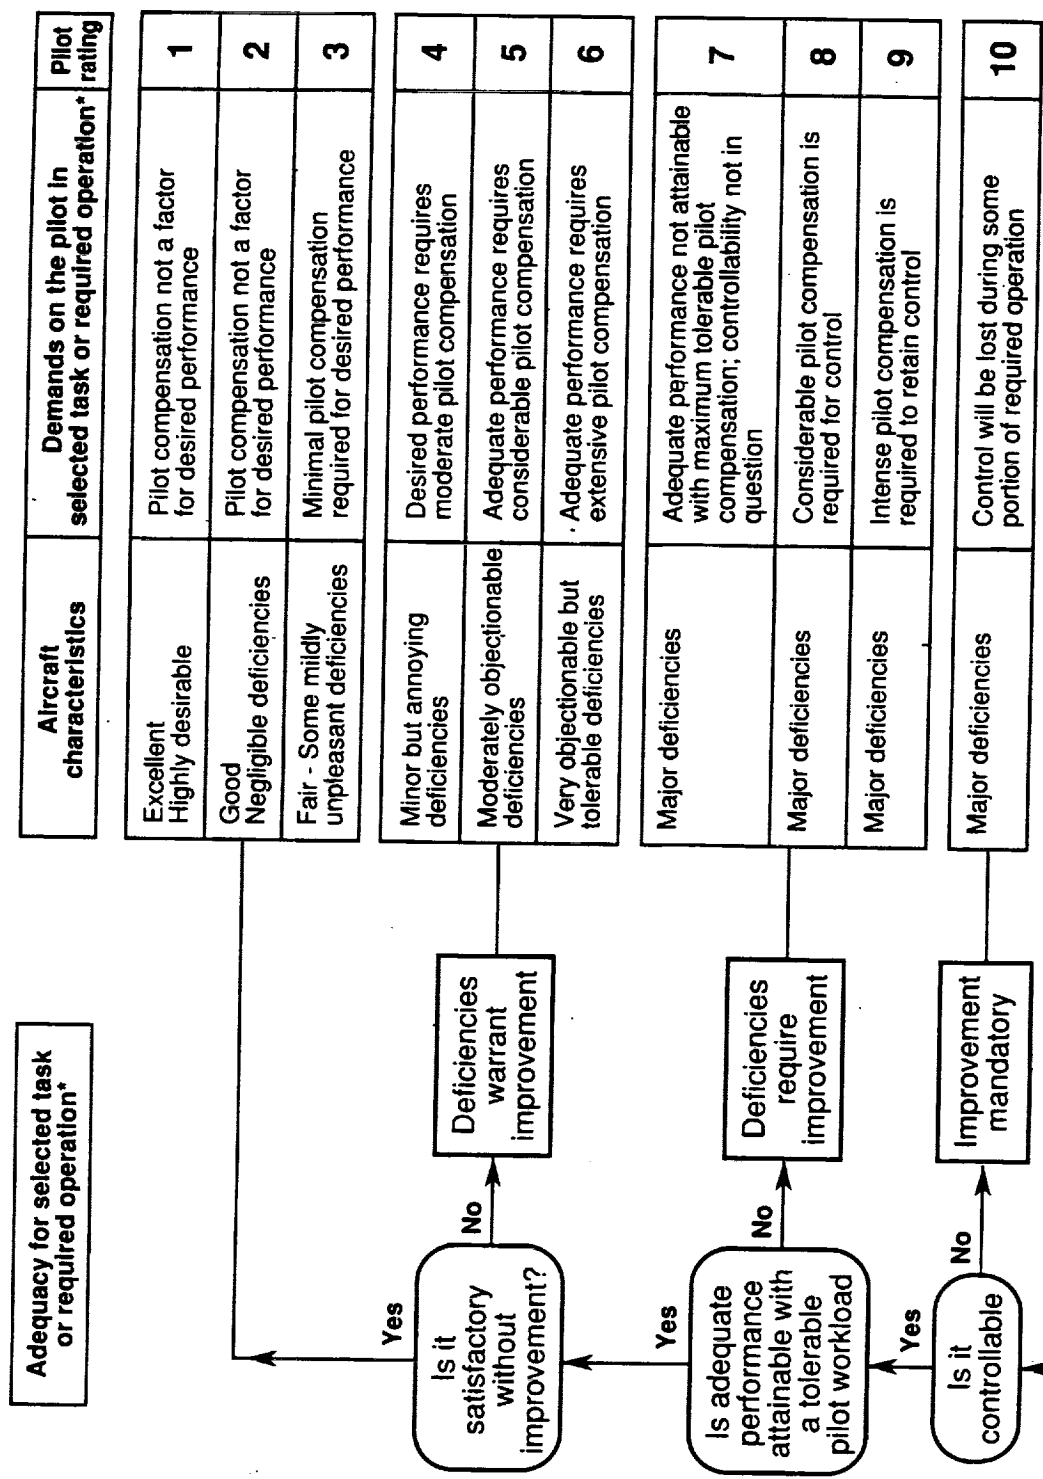 Adequacy for selected task
or required operation*
Aircraft
characteristics
Demands on the pilot in
selected task or required operation*
Pilot
rating
Excellent
Highly desirable
Pilot compensation not a factor
for desired performance
1
Good
Negligible deficiencies
Pilot compensation not a factor
for desired performance
2
Fair - Some mildly
unpleasant deficiencies
Minimal pilot compensation
required for desired performance
3
Yes
Is it
satisfactory
without
improvement?
No
Deficiencies
warrant
improvement
Minor but annoying
deficiencies
Desired performance requires
moderate pilot compensation
4
Moderately objectionable
deficiencies
Adequate performance requires
considerable pilot compensation
5
Very objectionable but
tolerable deficiencies
Adequate performance requires
extensive pilot compensation
6
Yes
Is adequate
performance
attainable with
a tolerable
pilot workload
No
Deficiencies
require
improvement
Major deficiencies
Adequate performance not attainable
with maximum tolerable pilot
compensation; controllability not in
question
7
Major deficiencies
Considerable pilot compensation is
required for control
8
Major deficiencies
Intense pilot compensation is
required to retain control
9
Yes
Is it
controllable
No
Improvement
mandatory
Major deficiencies
Control will be lost during some
portion of required operation
10